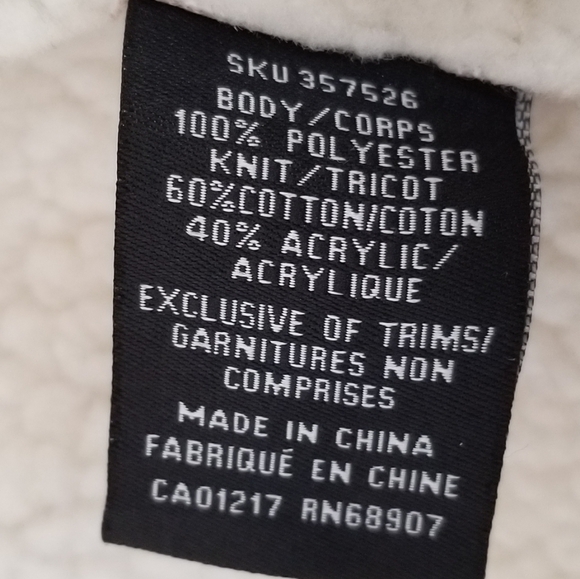 SKU 357526
BODY/CORPS
100% POLYESTER
KNIT/TRICOT
60%COTTON/COTON
40% ACRYLIC/
ACRYLIQUE
EXCLUSIVE OF TRIMS/
GARNITURES NON
COMPRISES
MADE IN CHINA
FABRIQUÉ EN CHINE
CA01217 RN68907